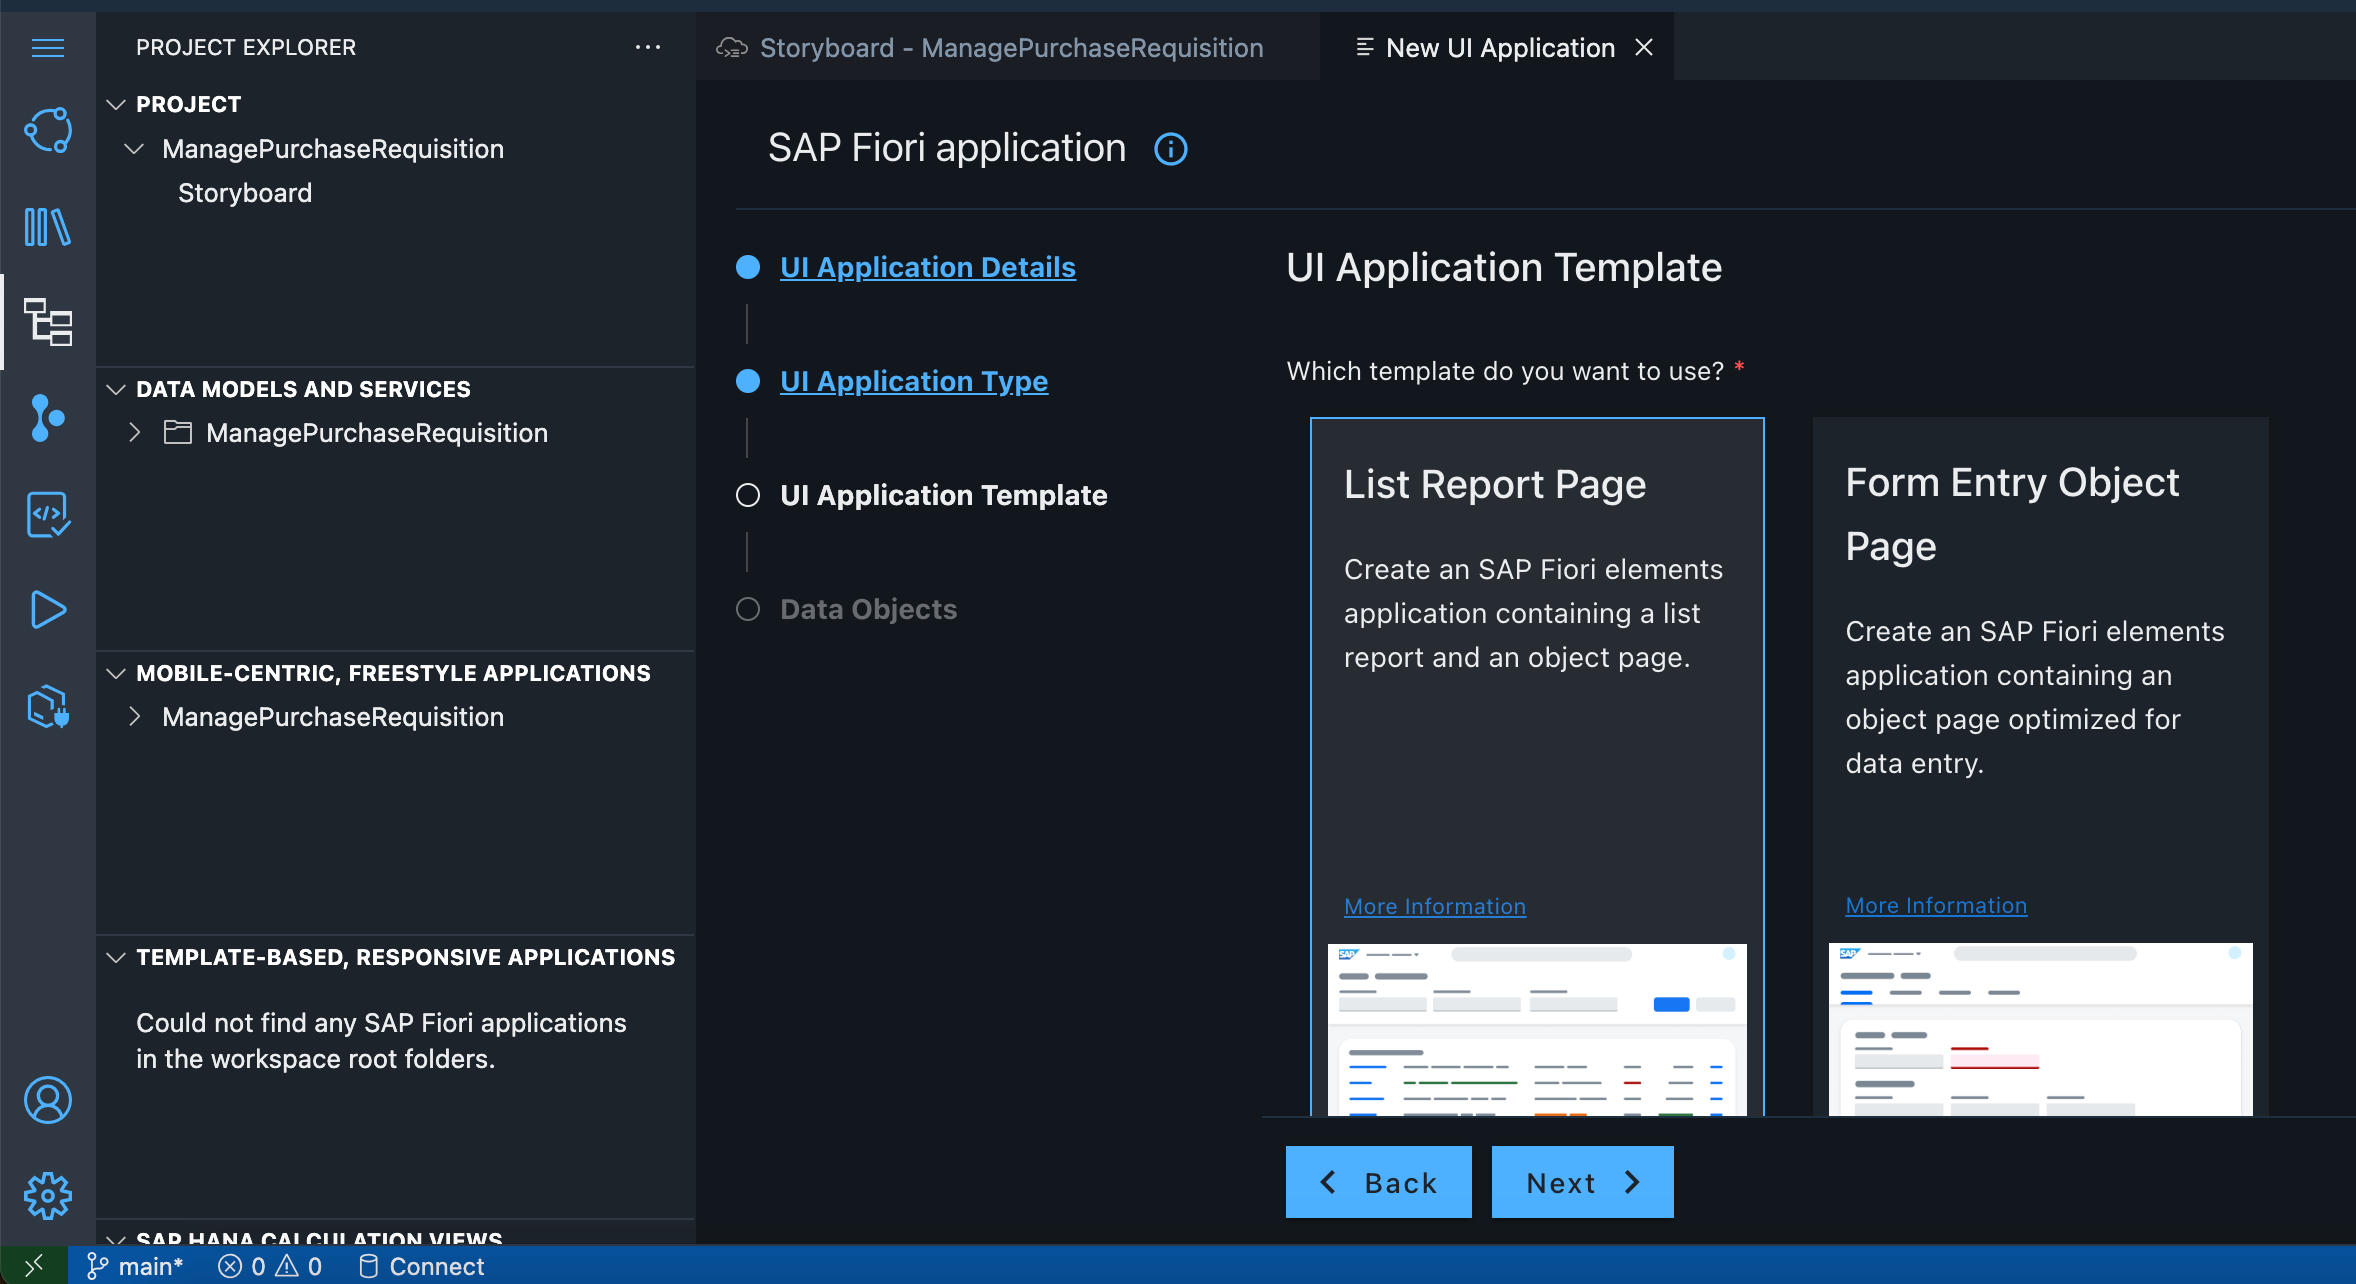 PROJECT EXPLORER
PROJECT
ManagePurchaseRequisition
Storyboard
DATA MODELS AND SERVICES
ManagePurchaseRequisition
MOBILE-CENTRIC, FREESTYLE APPLICATIONS
ManagePurchaseRequisition
TEMPLATE-BASED, RESPONSIVE APPLICATIONS
Could not find any SAP Fiori applications
in the workspace root folders.
SAP HANA CALCULATION VIEWS
Storyboard - ManagePurchaseRequisition
New UI Application
SAP Fiori application
UI Application Details
UI Application Type
UI Application Template
Data Objects
UI Application Template
Which template do you want to use? *
List Report Page
Create an SAP Fiori elements
application containing a list
report and an object page.
More Information
SAP
Form Entry Object
Page
Create an SAP Fiori elements
application containing an
object page optimized for
data entry.
More Information
SAP
Back
Next
main*
0
0
Connect